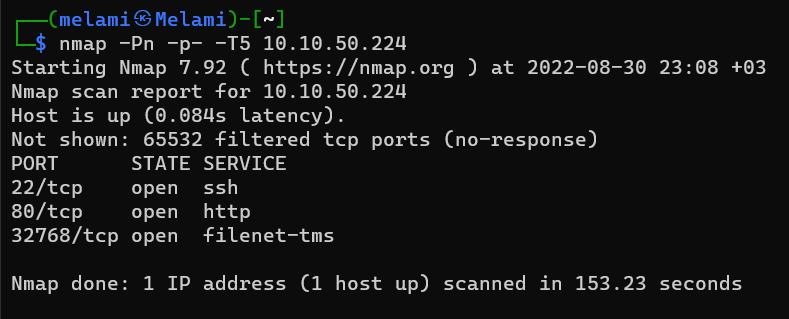 (melami㉿Melami)-[~]
$ nmap -Pn -p- -T5 10.10.50.224
Starting Nmap 7.92 ( https://nmap.org ) at 2022-08-30 23:08 +03
Nmap scan report for 10.10.50.224
Host is up (0.084s latency).
Not shown: 65532 filtered tcp ports (no-response)
PORT      STATE SERVICE
22/tcp    open  ssh
80/tcp    open  http
32768/tcp open  filenet-tms
Nmap done: 1 IP address (1 host up) scanned in 153.23 seconds